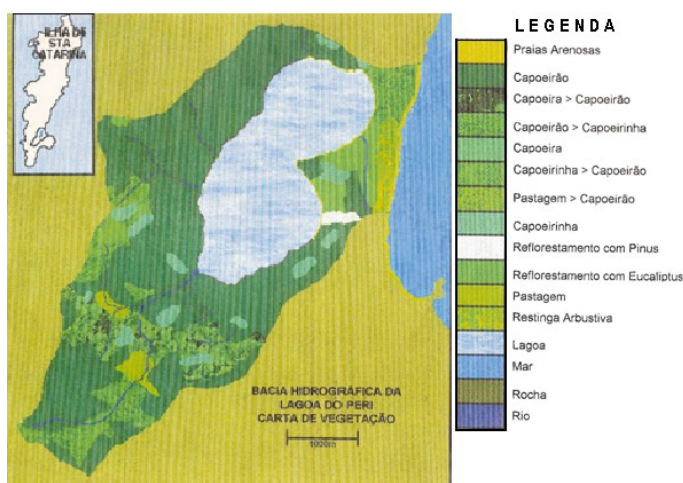 ILHA DE
STA
CATARINA
BACIA HIDROGRÁFICA DA
LAGOA DO PERI
CARTA DE VEGETAÇÃO
1000m
LEGENDA
Praias Arenosas
Capoeirão
Capoeira > Capoeirão
Capoeirão > Capoeirinha
Capoeira
Capoeirinha > Capoeirão
Pastagem > Capoeirão
Capoeirinha
Reflorestamento com Pinus
Reflorestamento com Eucaliptus
Pastagem
Restinga Arbustiva
Lagoa
Mar
Rocha
Rio